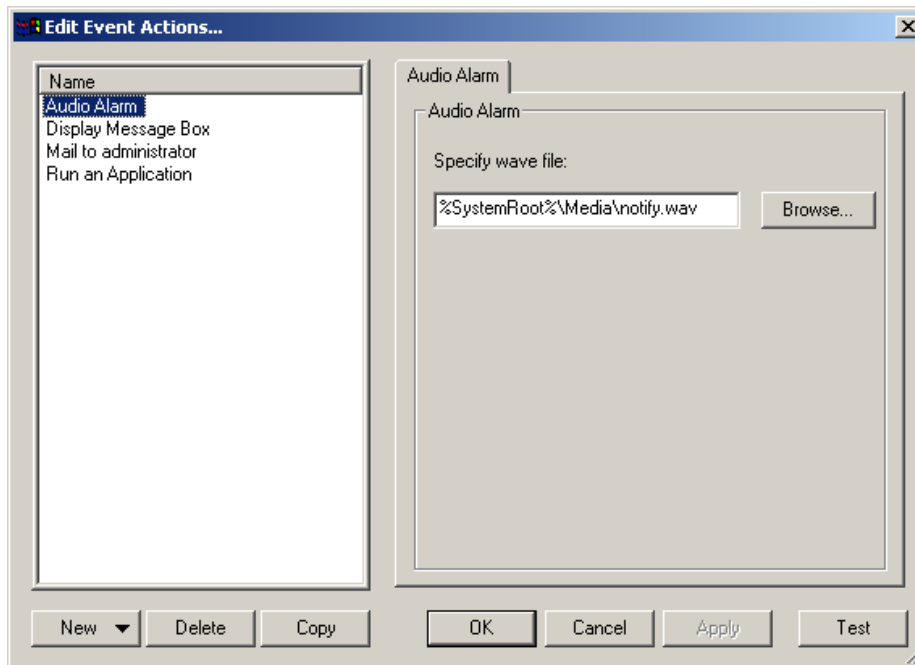 Edit Event Actions...
Name
Audio Alarm
Display Message Box
Mail to administrator
Run an Application
Audio Alarm
Audio Alarm
Specify wave file:
%SystemRoot%\Media\notify.wav
Browse...
New
Delete
Copy
OK
Cancel
Apply
Test